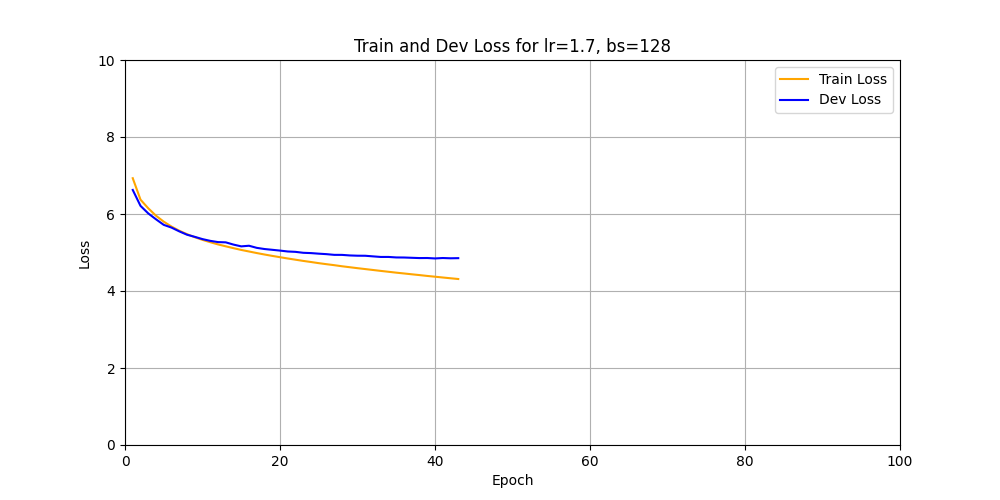 Train and Dev Loss for lr=1.7, bs=128
10
8
6
4
2
0
Loss
Train Loss
Dev Loss
0 20 40 60 80 100
Epoch